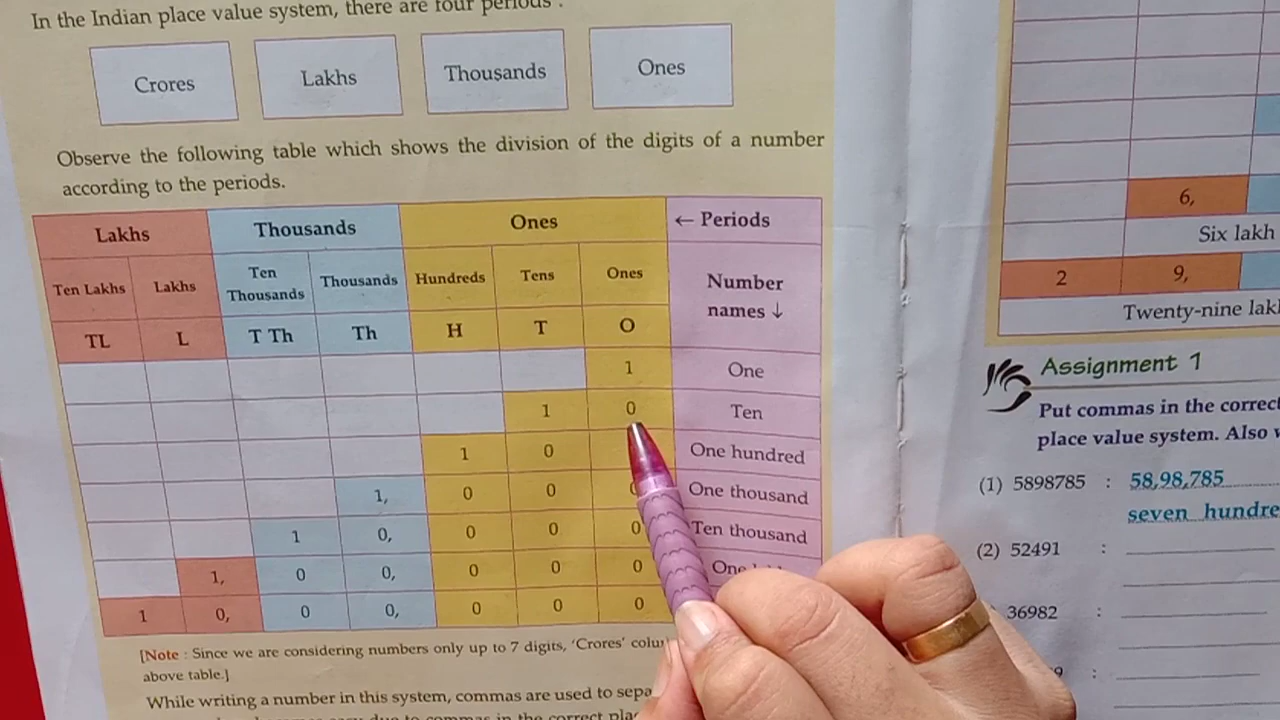 In the Indian place value system, there are four periods :
Crores Lakhs Thousands Ones
Observe the following table which shows the division of the digits of a number
according to the periods.
Lakhs Thousands Ones ← Periods
Ten Lakhs Lakhs Ten Thousands Thousands Hundreds Tens Ones Number names ↓
TL L T Th Th H T O
1 One
1 0 Ten
1 0 One hundred
1, 0 0 0 One thousand
1 0, 0 0 0 Ten thousand
1, 0 0, 0 0 0 One
1 0, 0 0, 0 0 0
[Note : Since we are considering numbers only up to 7 digits, 'Crores'
above table.]
While writing a number in this system, commas are used to
6,
Six lakh
2 9,
Twenty-nine
Assignment 1
Put commas in the correct
place value system. Also
(1) 5898785 : 58,98,785
seven
(2) 52491 :
36982 :
9 :